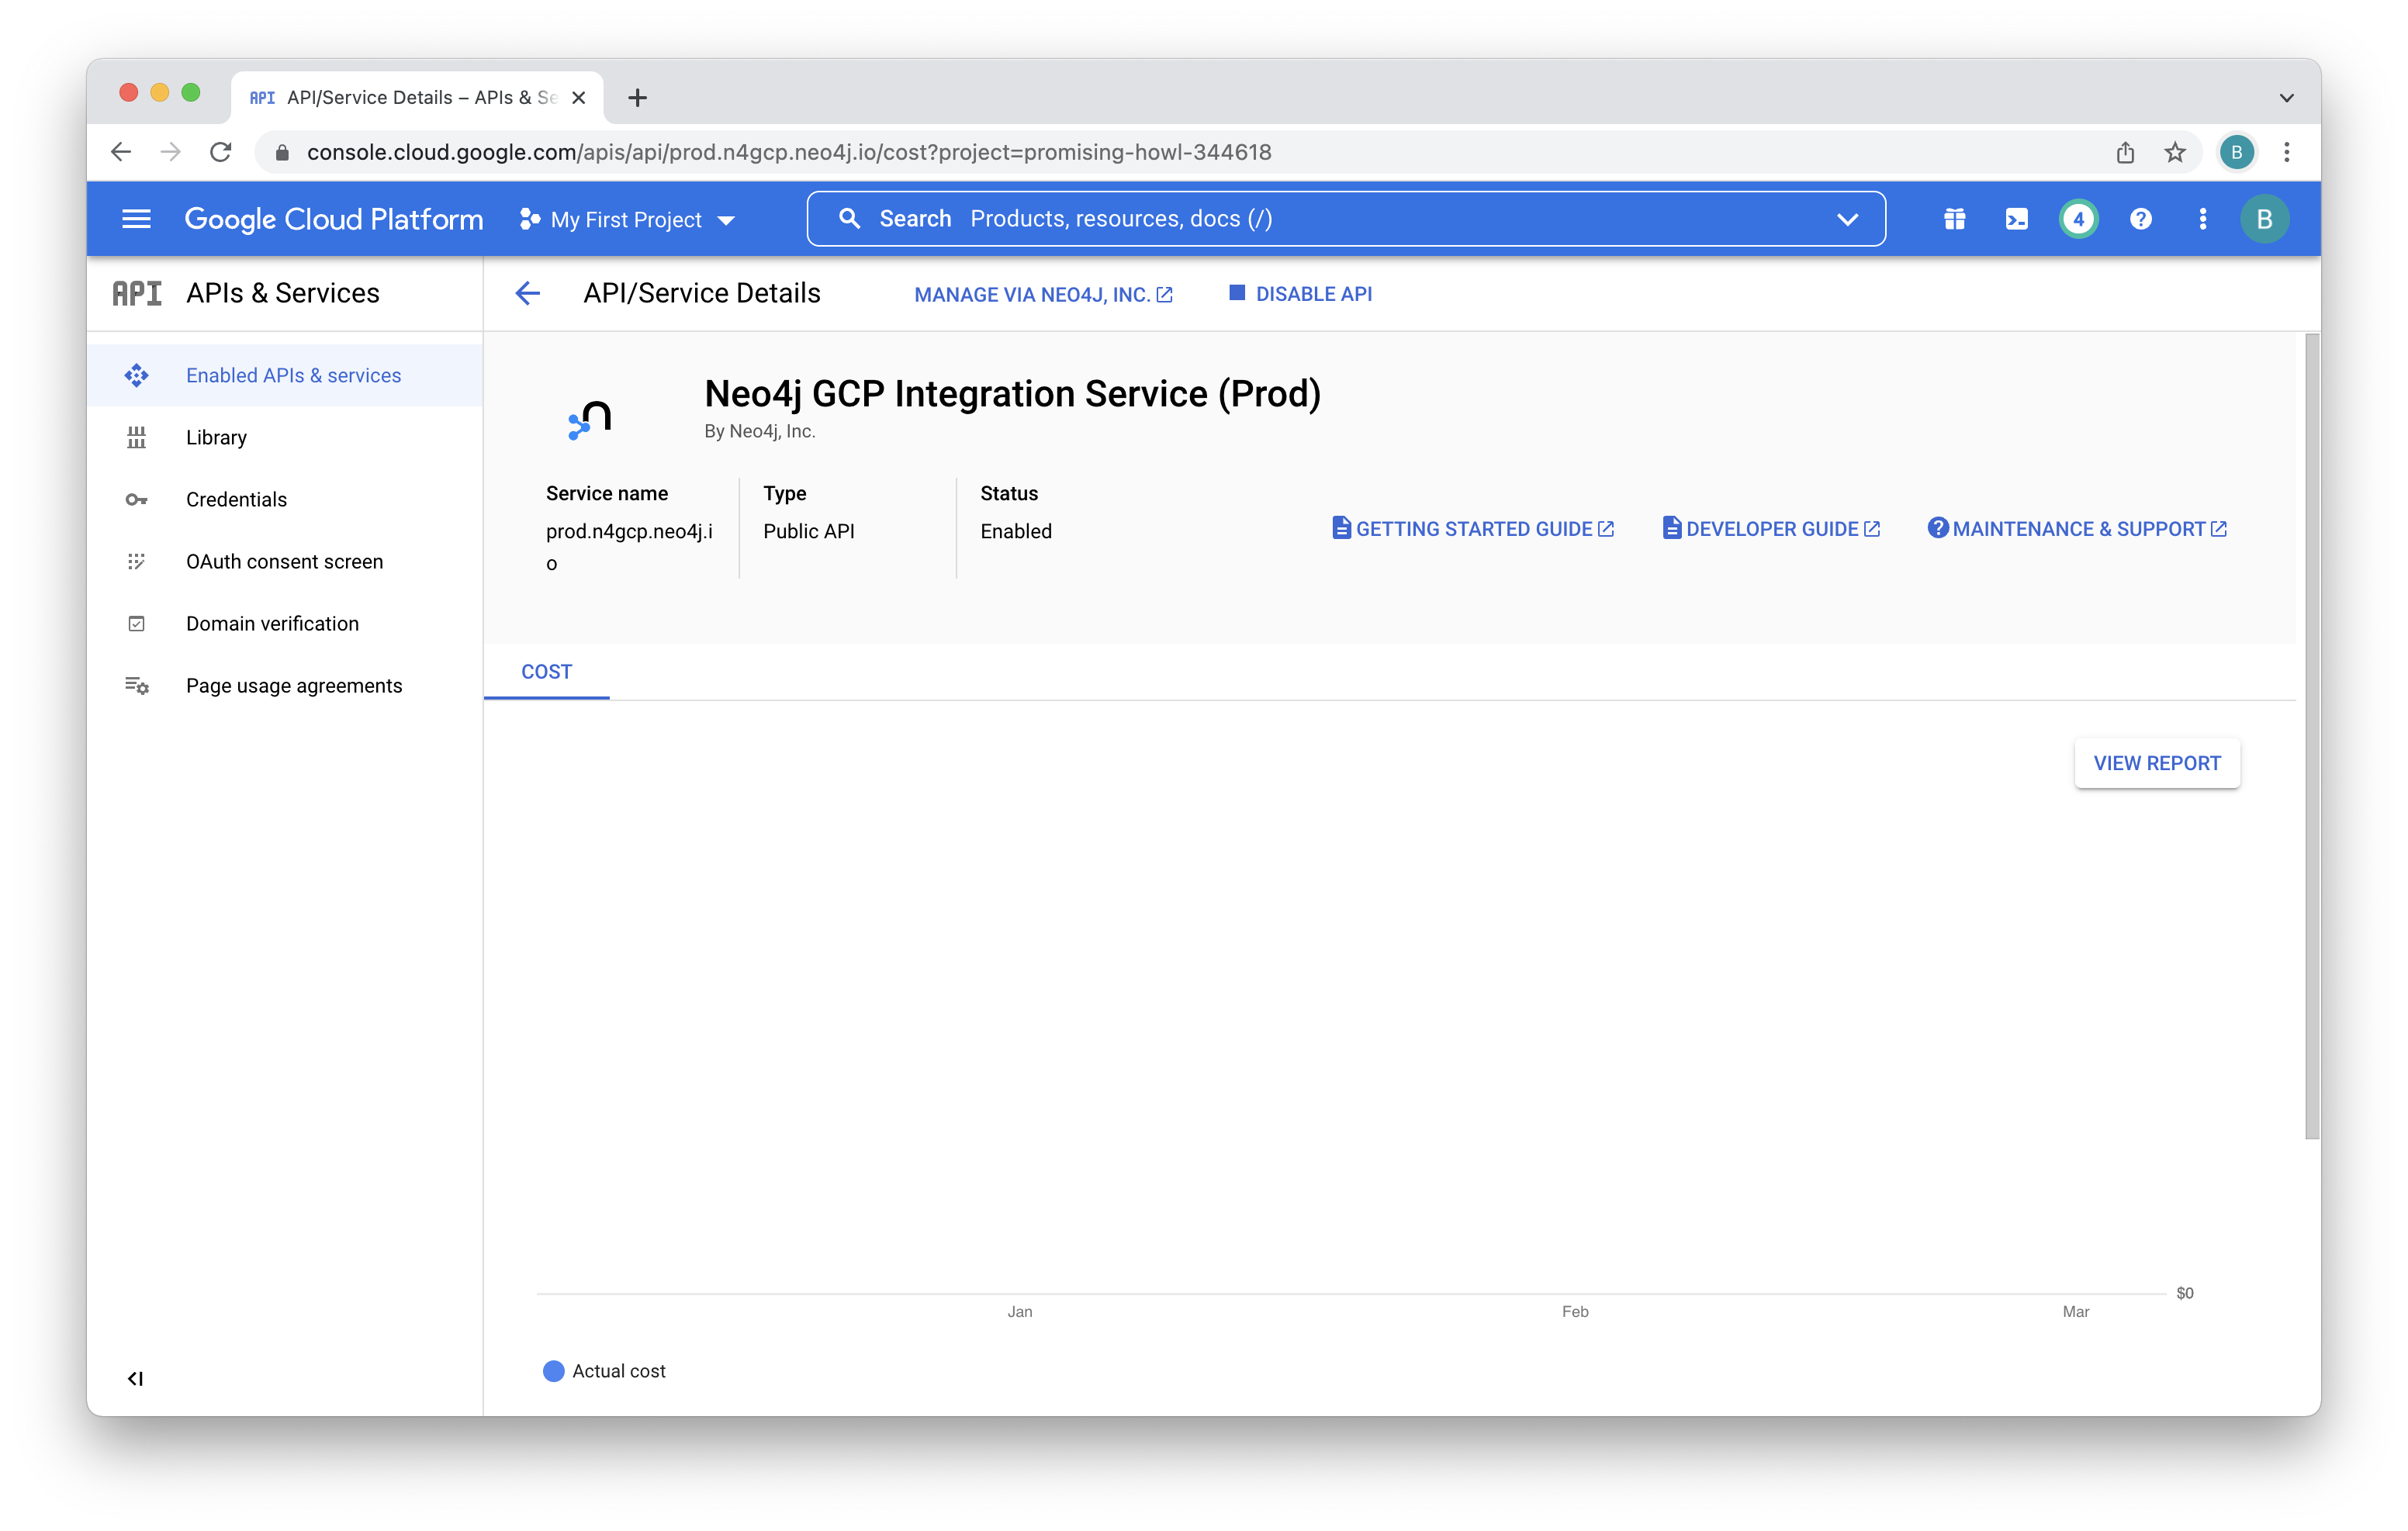 API API/Service Details – APIs & Se
console.cloud.google.com/apis/api/prod.n4gcp.neo4j.io/cost?project=promising-howl-344618
B
Google Cloud Platform
My First Project
Search Products, resources, docs (/)
4
B
API APIs & Services
API/Service Details
MANAGE VIA NEO4J, INC.
DISABLE API
Enabled APIs & services
Library
Credentials
OAuth consent screen
Domain verification
Page usage agreements
Neo4j GCP Integration Service (Prod)
By Neo4j, Inc.
Service name
prod.n4gcp.neo4j.i
o
Type
Public API
Status
Enabled
GETTING STARTED GUIDE
DEVELOPER GUIDE
MAINTENANCE & SUPPORT
COST
VIEW REPORT
$0
Jan
Feb
Mar
Actual cost